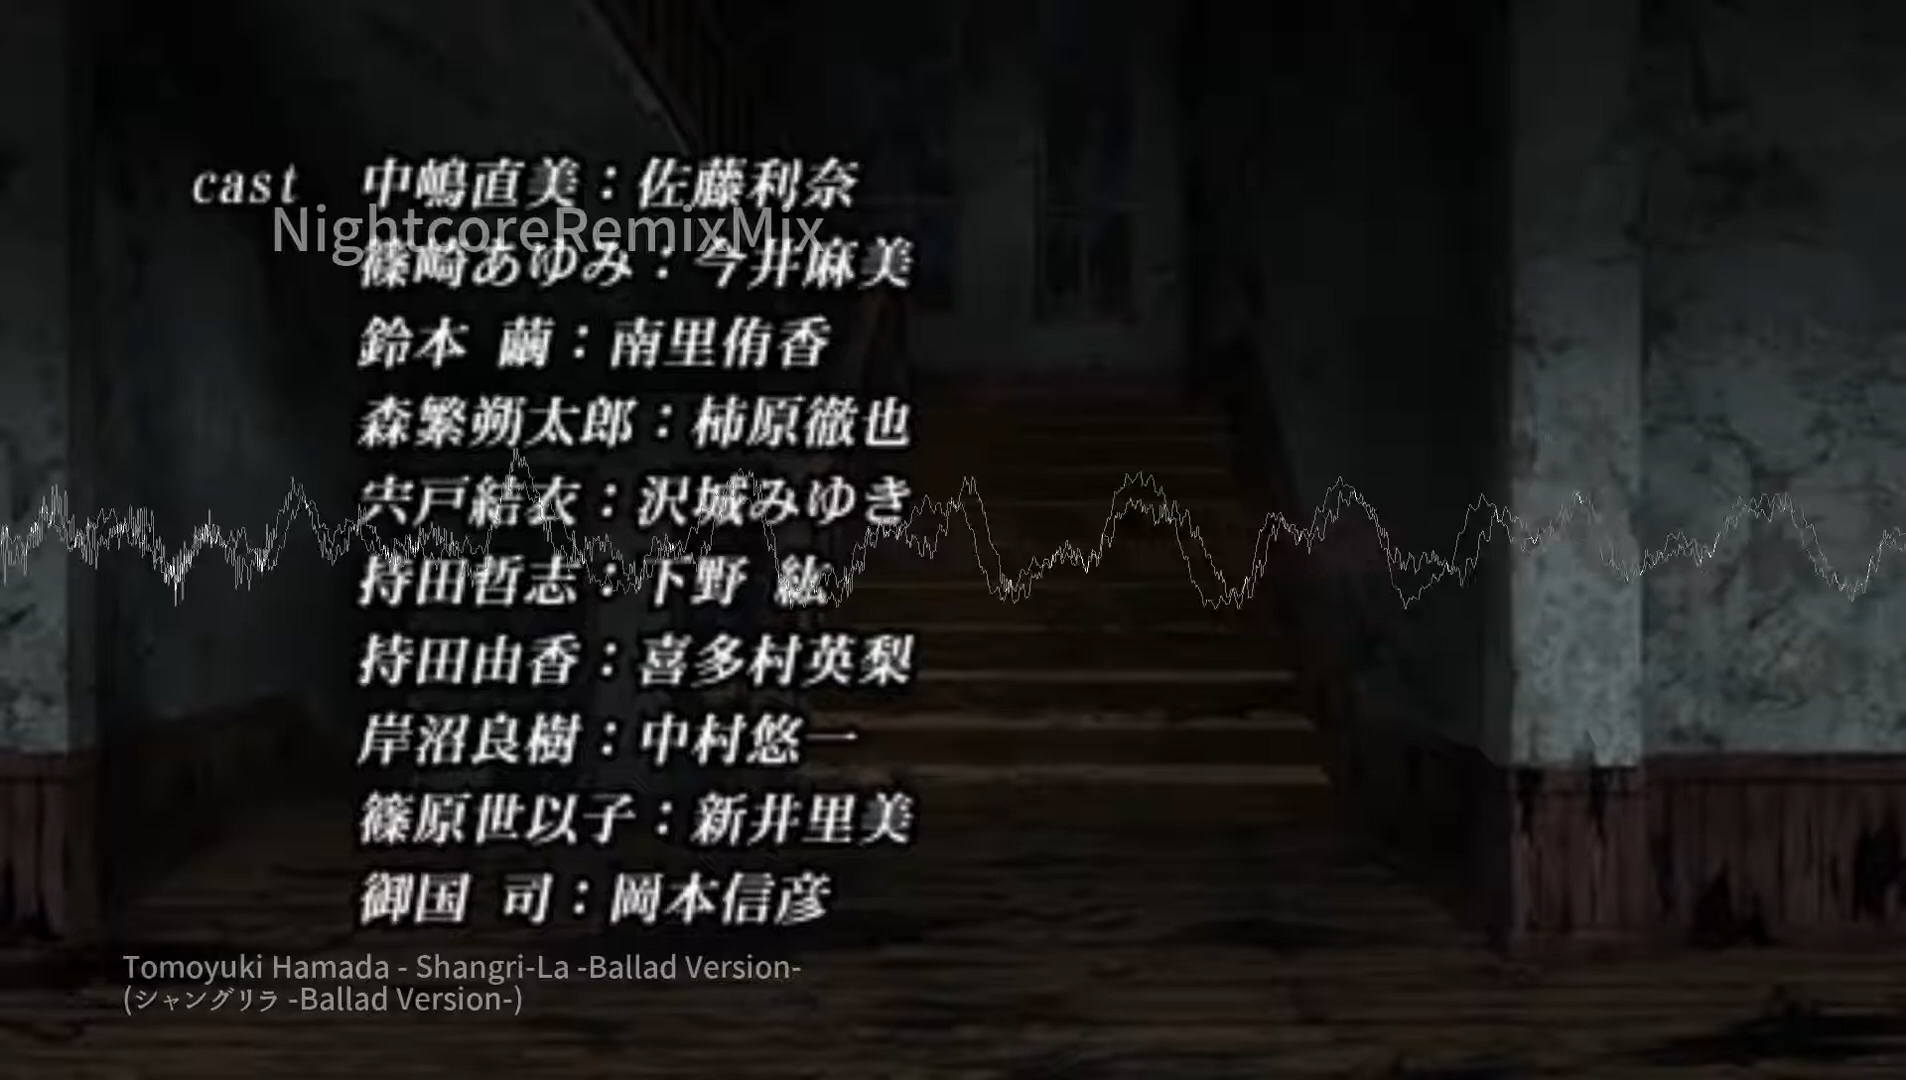 cast 中嶋直美：佐藤利奈
NightcoreRemixMix
篠崎あゆみ：今井麻美
鈴本 繭：南里侑香
森繁朔太郎：柿原徹也
宍戸結衣：沢城みゆき
持田哲志：下野 紘
持田由香：喜多村英梨
岸沼良樹：中村悠一
篠原世以子：新井里美
御国 司：岡本信彦
Tomoyuki Hamada - Shangri-La -Ballad Version-
(シャングリラ -Ballad Version-)